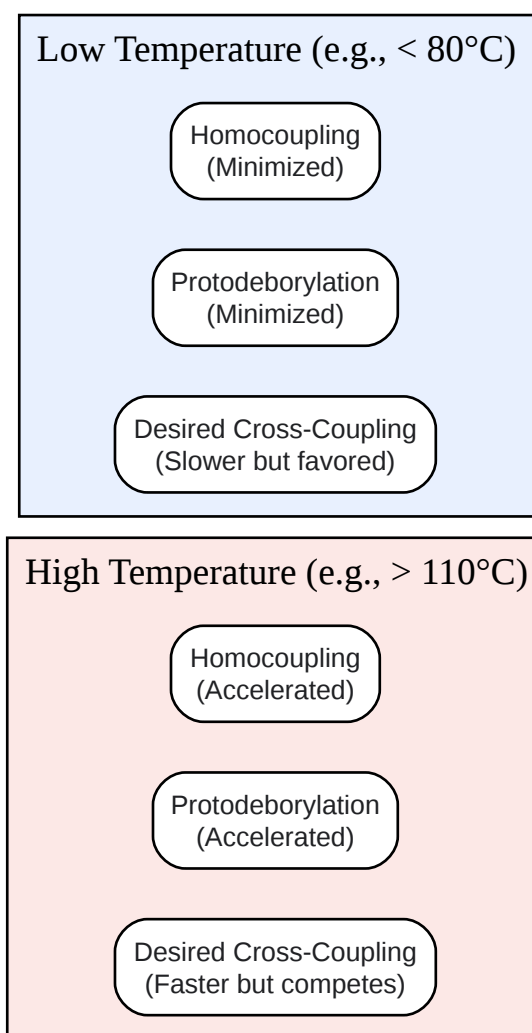 Low Temperature (e.g., < 80°C)
Homocoupling
(Minimized)
Protodeborylation
(Minimized)
Desired Cross-Coupling
(Slower but favored)
High Temperature (e.g., > 110°C)
Homocoupling
(Accelerated)
Protodeborylation
(Accelerated)
Desired Cross-Coupling
(Faster but competes)